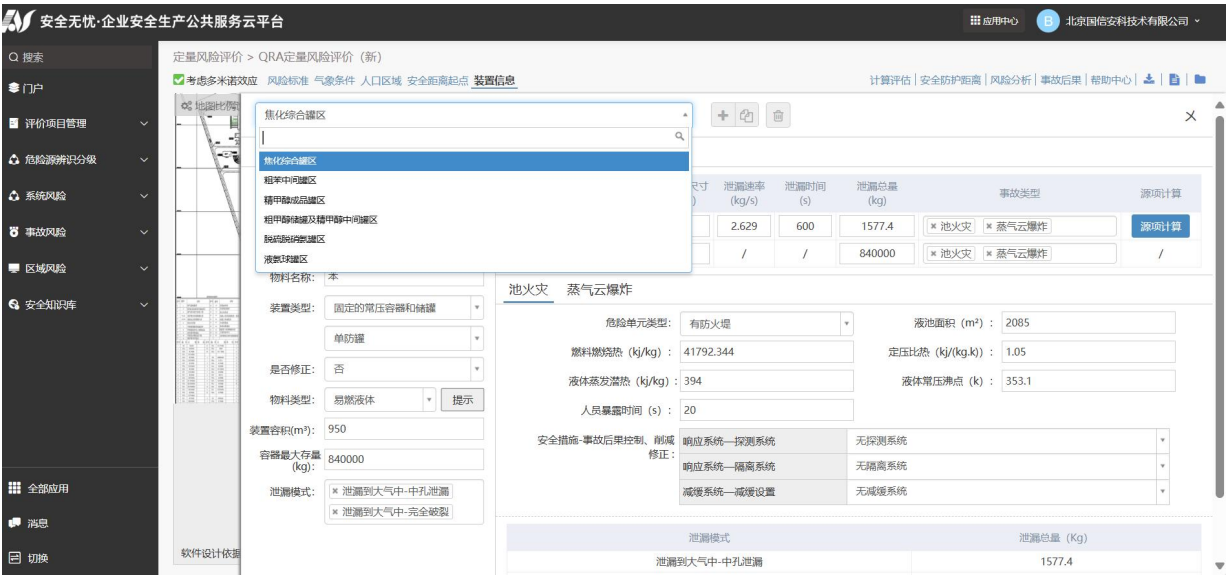 安全无忧·企业安全生产公共服务云平台
应用中心
B 北京国信安科技术有限公司
搜索
门户
评价项目管理
危险源辨识分级
系统风险
事故风险
区域风险
安全知识库
全部应用
消息
切换
定量风险评价 > QRA定量风险评价（新）
考虑多米诺效应 风险标准 气象条件 人口区域 安全距离起点 装置信息
计算评估 | 安全防护距离 | 风险分析 | 事故后果 | 帮助中心
焦化综合罐区
焦化综合罐区
粗苯中间罐区
精甲醇成品罐区
粗甲醇储罐及精甲醇中间罐区
脱硫脱硝氨罐区
液氨球罐区
泄漏速率 泄漏时间 泄漏总量 事故类型 源项计算
(kg/s) (s) (kg)
2.629 600 1577.4 × 池火灾 × 蒸气云爆炸 源项计算
/ / 840000 × 池火灾 × 蒸气云爆炸 /
物料名称:
装置类型: 固定的常压容器和储罐
单防罐
是否修正: 否
物料类型: 易燃液体 提示
装置容积(m³): 950
容器最大存量(kg): 840000
泄漏模式: × 泄漏到大气中-中孔泄漏
× 泄漏到大气中-完全破裂
池火灾 蒸气云爆炸
危险单元类型: 有防火堤 液池面积（m²）: 2085
燃料燃烧热（kj/kg）: 41792.344 定压比热（kj/(kg.k)）: 1.05
液体蒸发潜热（kj/kg）: 394 液体常压沸点（k）: 353.1
人员暴露时间（s）: 20
安全措施-事故后果控制、削减修正:
响应系统—探测系统 无探测系统
响应系统—隔离系统 无隔离系统
减缓系统—减缓设置 无减缓系统
泄漏模式 泄漏总量（Kg）
泄漏到大气中-中孔泄漏 1577.4
软件设计依据